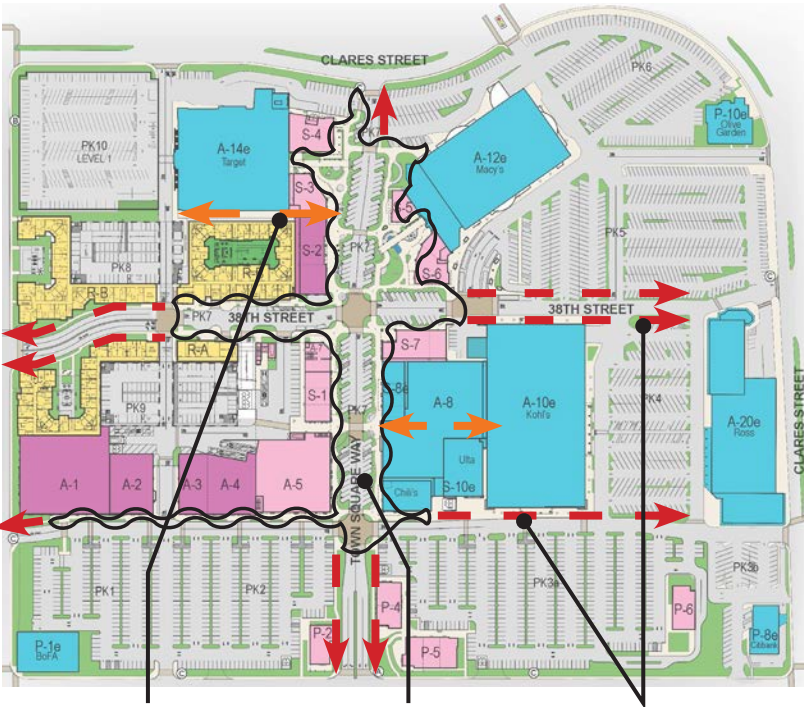 CLARES STREET
PK6
P-10e
Olive
Garden
S-4
PK7
PK10
LEVEL 1
A-14e
Target
A-12e
Macy's
S-3
S-5
PK5
S-2
PK7
S-6
PK8
R-B
PK7
38TH STREET
38TH STREET
R-A
S-7
S-8e
A-8
A-10e
Kohl's
PK4
A-20e
Ross
CLARES STREET
S-1
PK9
PK7
TOWN SQUARE WAY
Ulta
S-10e
Chili's
A-1
A-2
A-3
A-4
A-5
PK1
PK2
PK3a
PK3b
P-2
P-4
P-5
P-6
P-1e
BofA
P-8e
Citibank